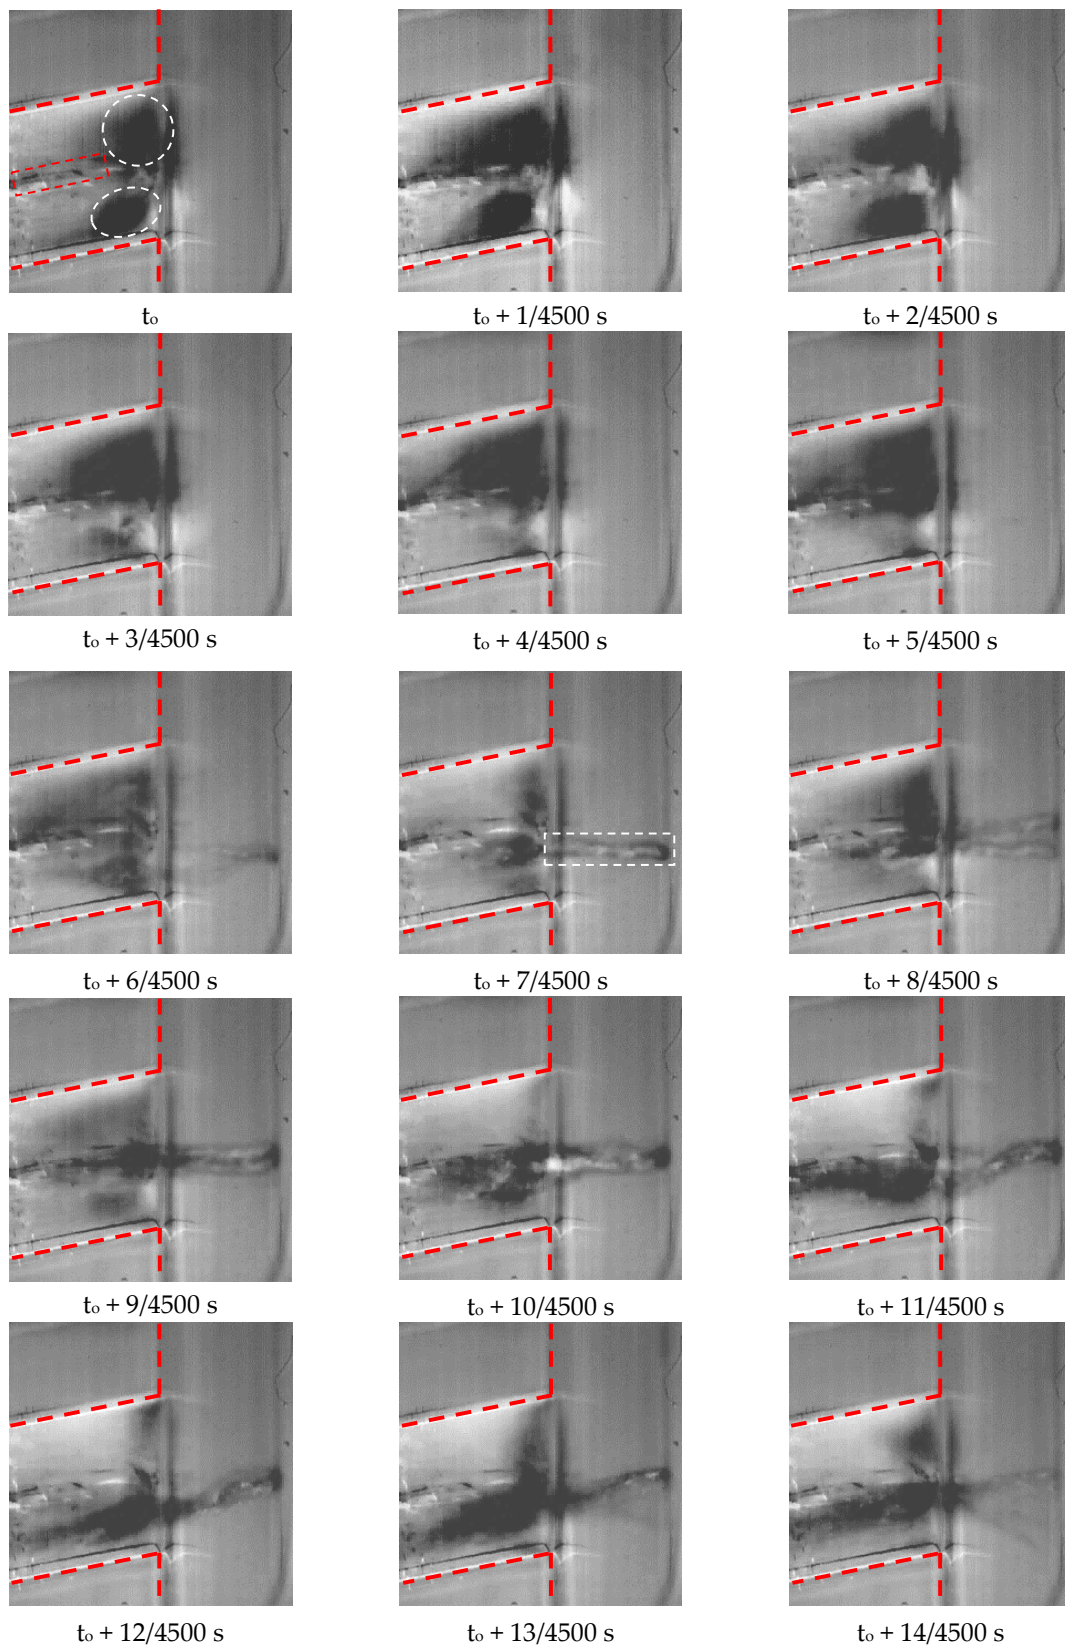 tₒ
tₒ + 1/4500 s
tₒ + 2/4500 s
tₒ + 3/4500 s
tₒ + 4/4500 s
tₒ + 5/4500 s
tₒ + 6/4500 s
tₒ + 7/4500 s
tₒ + 8/4500 s
tₒ + 9/4500 s
tₒ + 10/4500 s
tₒ + 11/4500 s
tₒ + 12/4500 s
tₒ + 13/4500 s
tₒ + 14/4500 s